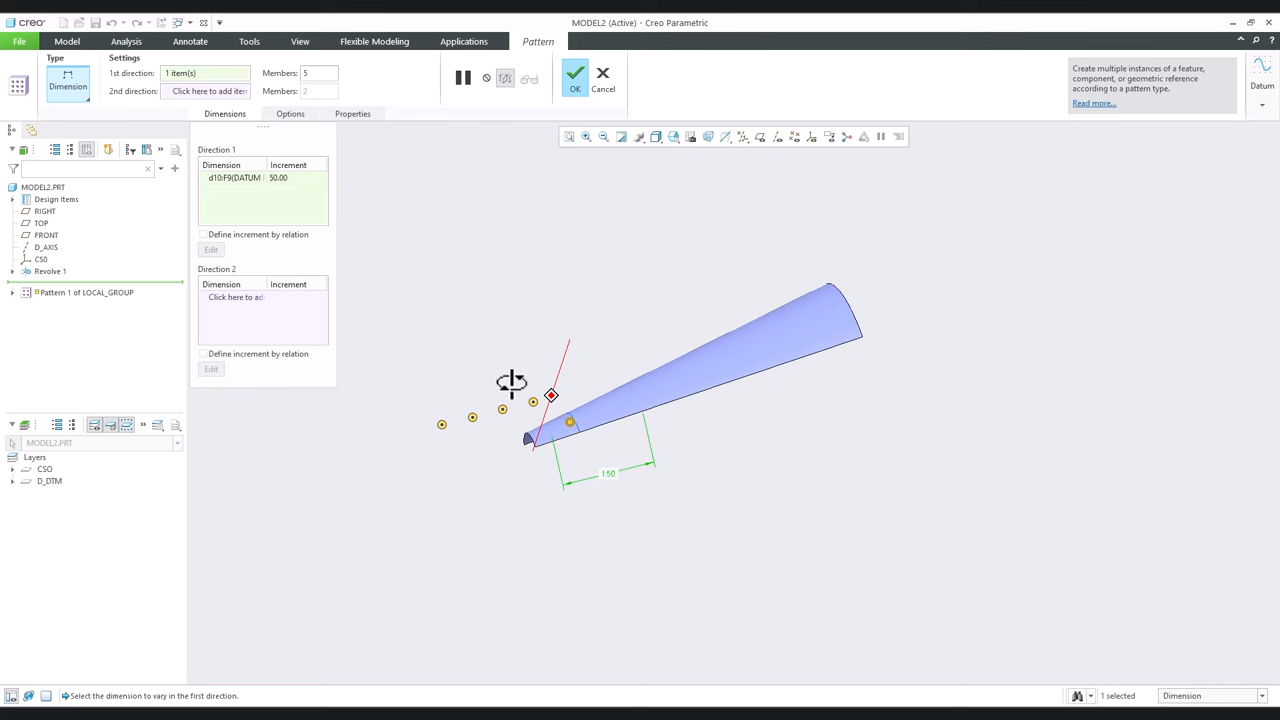 creo
MODEL2 (Active) - Creo Parametric
File Model Analysis Annotate Tools View Flexible Modeling Applications Pattern
Type
Dimension
Settings
1st direction: 1 item(s) Members: 5
2nd direction: Click here to add iter Members: 2
OK Cancel
Create multiple instances of a feature,
component, or geometric reference
according to a pattern type.
Read more...
Datum
Dimensions Options Properties
Direction 1
Dimension Increment
d10:F9(DATUM 50.00
Define increment by relation
Edit
Direction 2
Dimension Increment
Click here to ad
Define increment by relation
Edit
MODEL2.PRT
Design Items
RIGHT
TOP
FRONT
D_AXIS
CS0
Revolve 1
Pattern 1 of LOCAL_GROUP
MODEL2.PRT
Layers
CSO
D_DTM
150
Select the dimension to vary in the first direction.
1 selected
Dimension